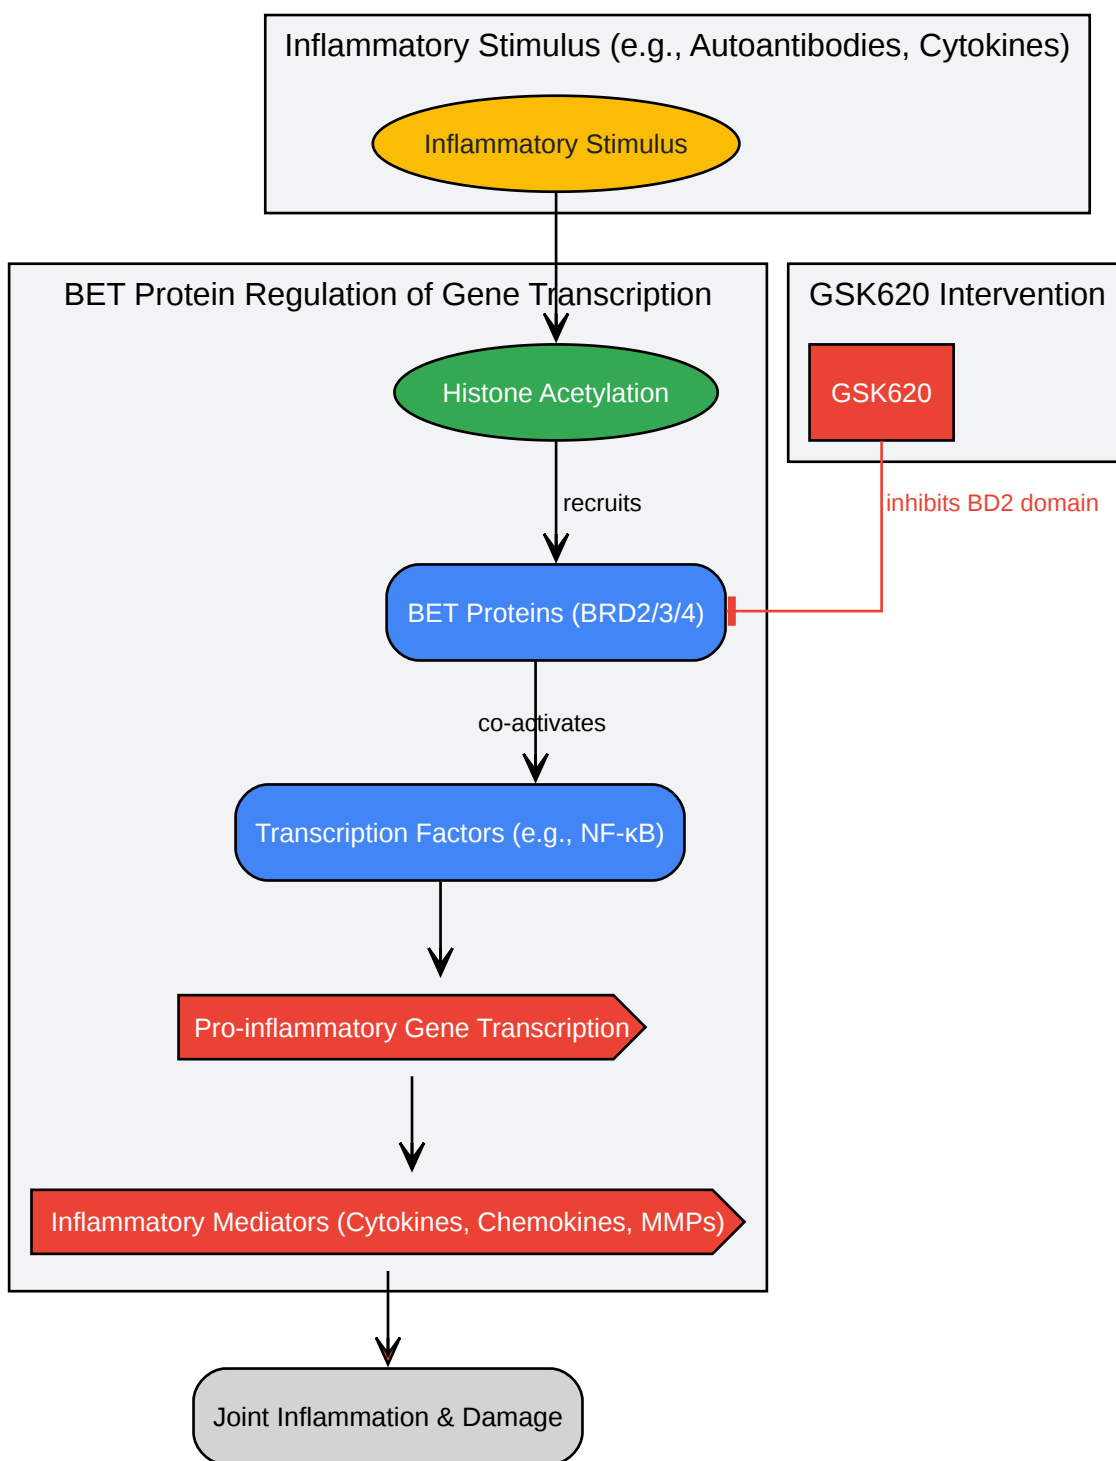 Inflammatory Stimulus (e.g., Autoantibodies, Cytokines)
Inflammatory Stimulus
BET Protein Regulation of Gene Transcription
GSK620 Intervention
Histone Acetylation
GSK620
recruits
inhibits BD2 domain
BET Proteins (BRD2/3/4)
co-activates
Transcription Factors (e.g., NF-κB)
Pro-inflammatory Gene Transcription
Inflammatory Mediators (Cytokines, Chemokines, MMPs)
Joint Inflammation & Damage